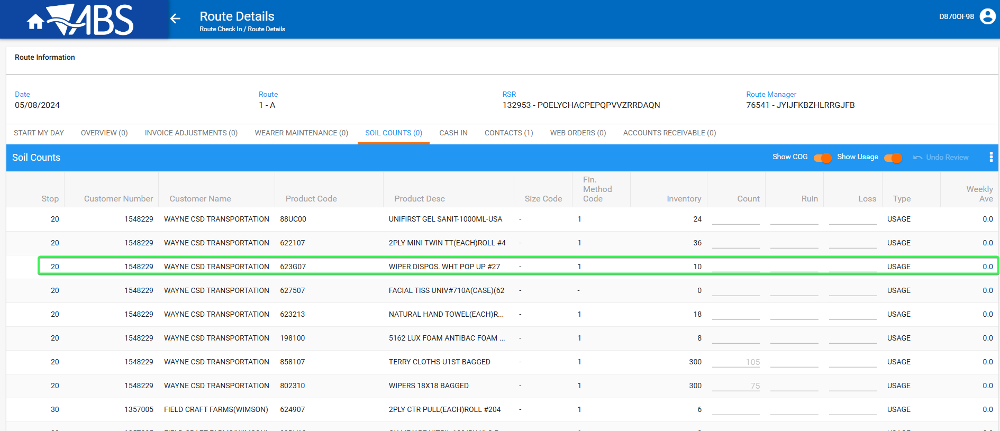 ABS
Route Details
Route Check In / Route Details
D870OF98
Route Information
Date Route RSR Route Manager
05/08/2024 1 - A 132953 - POELYCHACPEPQPVVZRRDAQN 76541 - JYIJFKBZHLRRGJFB
START MY DAY OVERVIEW (0) INVOICE ADJUSTMENTS (0) WEARER MAINTENANCE (0) SOIL COUNTS (0) CASH IN CONTACTS (1) WEB ORDERS (0) ACCOUNTS RECEIVABLE (0)
Soil Counts Show COG Show Usage Undo Review
Stop Customer Number Customer Name Product Code Product Desc Size Code Fin. Method Code Inventory Count Ruin Loss Type Weekly Ave
20 1548229 WAYNE CSD TRANSPORTATION 88UC00 UNIFIRST GEL SANIT-1000ML-USA - 1 24 USAGE 0.0
20 1548229 WAYNE CSD TRANSPORTATION 622107 2PLY MINI TWIN TT(EACH)ROLL #4 - 1 36 USAGE 0.0
20 1548229 WAYNE CSD TRANSPORTATION 623G07 WIPER DISPOS. WHT POP UP #27 - 1 10 USAGE 0.0
20 1548229 WAYNE CSD TRANSPORTATION 627507 FACIAL TISS UNIV#710A(CASE)(62 - - 0 USAGE 0.0
20 1548229 WAYNE CSD TRANSPORTATION 623213 NATURAL HAND TOWEL(EACH)R... - 1 18 USAGE 0.0
20 1548229 WAYNE CSD TRANSPORTATION 198100 5162 LUX FOAM ANTIBAC FOAM ... - 1 8 USAGE 0.0
20 1548229 WAYNE CSD TRANSPORTATION 858107 TERRY CLOTHS-U1ST BAGGED - 1 300 105 USAGE 0.0
20 1548229 WAYNE CSD TRANSPORTATION 802310 WIPERS 18X18 BAGGED - 1 300 75 USAGE 0.0
30 1357005 FIELD CRAFT FARMS(WIMSON) 624907 2PLY CTR PULL(EACH)ROLL #204 - 1 6 USAGE 0.0